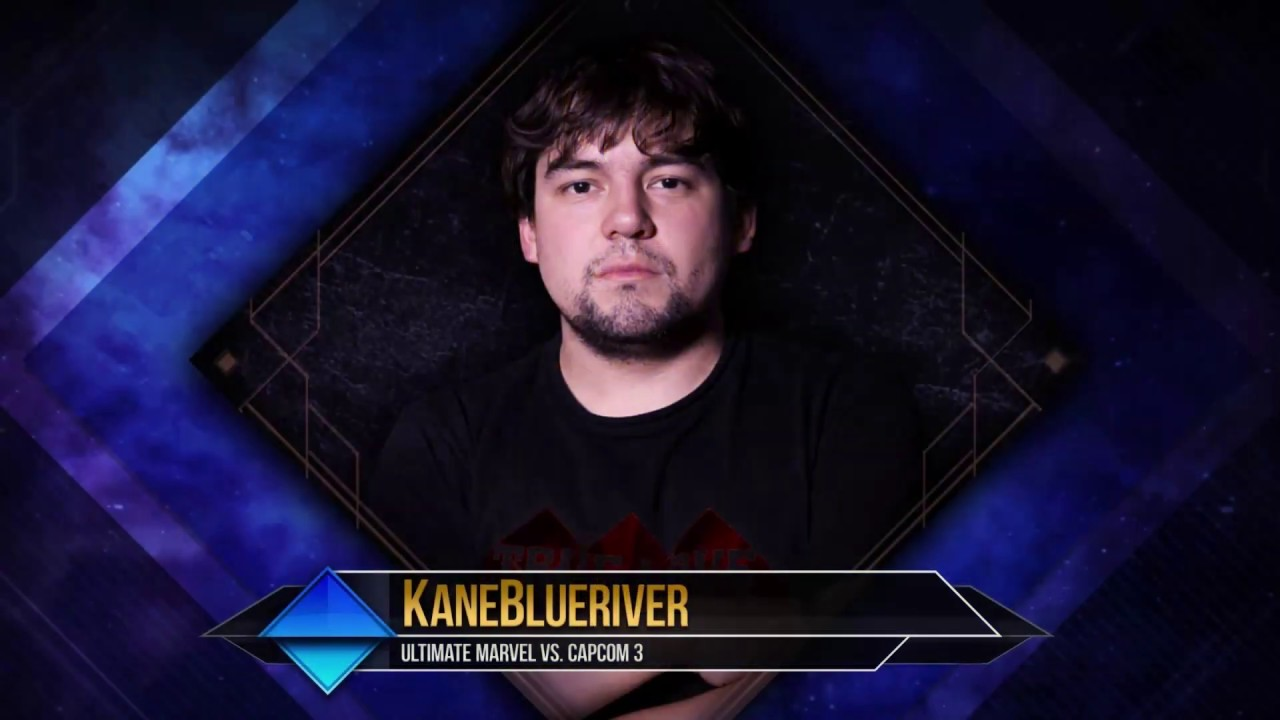 KANEBLUERIVER
ULTIMATE MARVEL VS. CAPCOM 3